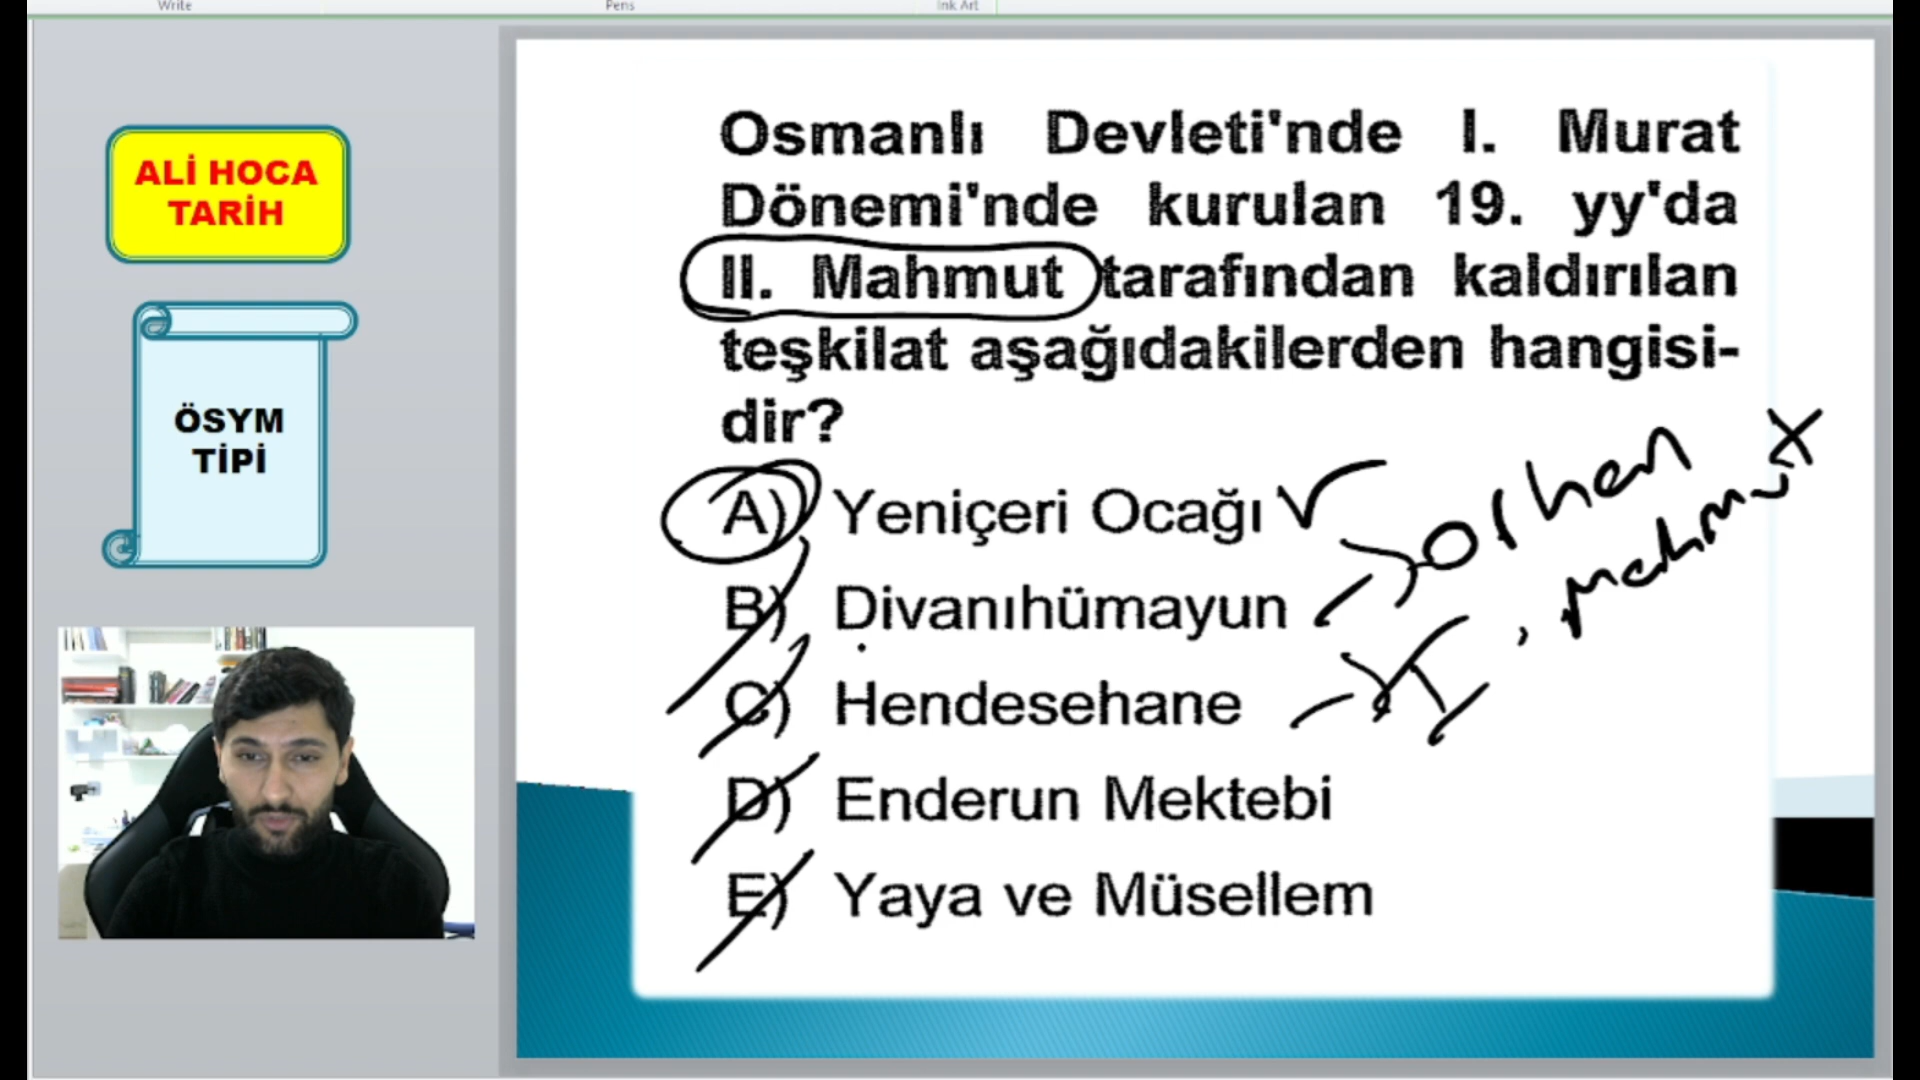 Write
Pens
Ink Art
ALİ HOCA
TARİH
ÖSYM
TİPİ
Osmanlı Devleti'nde I. Murat
Dönemi'nde kurulan 19. yy'da
II. Mahmut tarafından kaldırılan
teşkilat aşağıdakilerden hangisi-
dir?
A) Yeniçeri Ocağı
B) Divanıhümayun
C) Hendesehane
D) Enderun Mektebi
E) Yaya ve Müsellem
orhan
I. mahmut